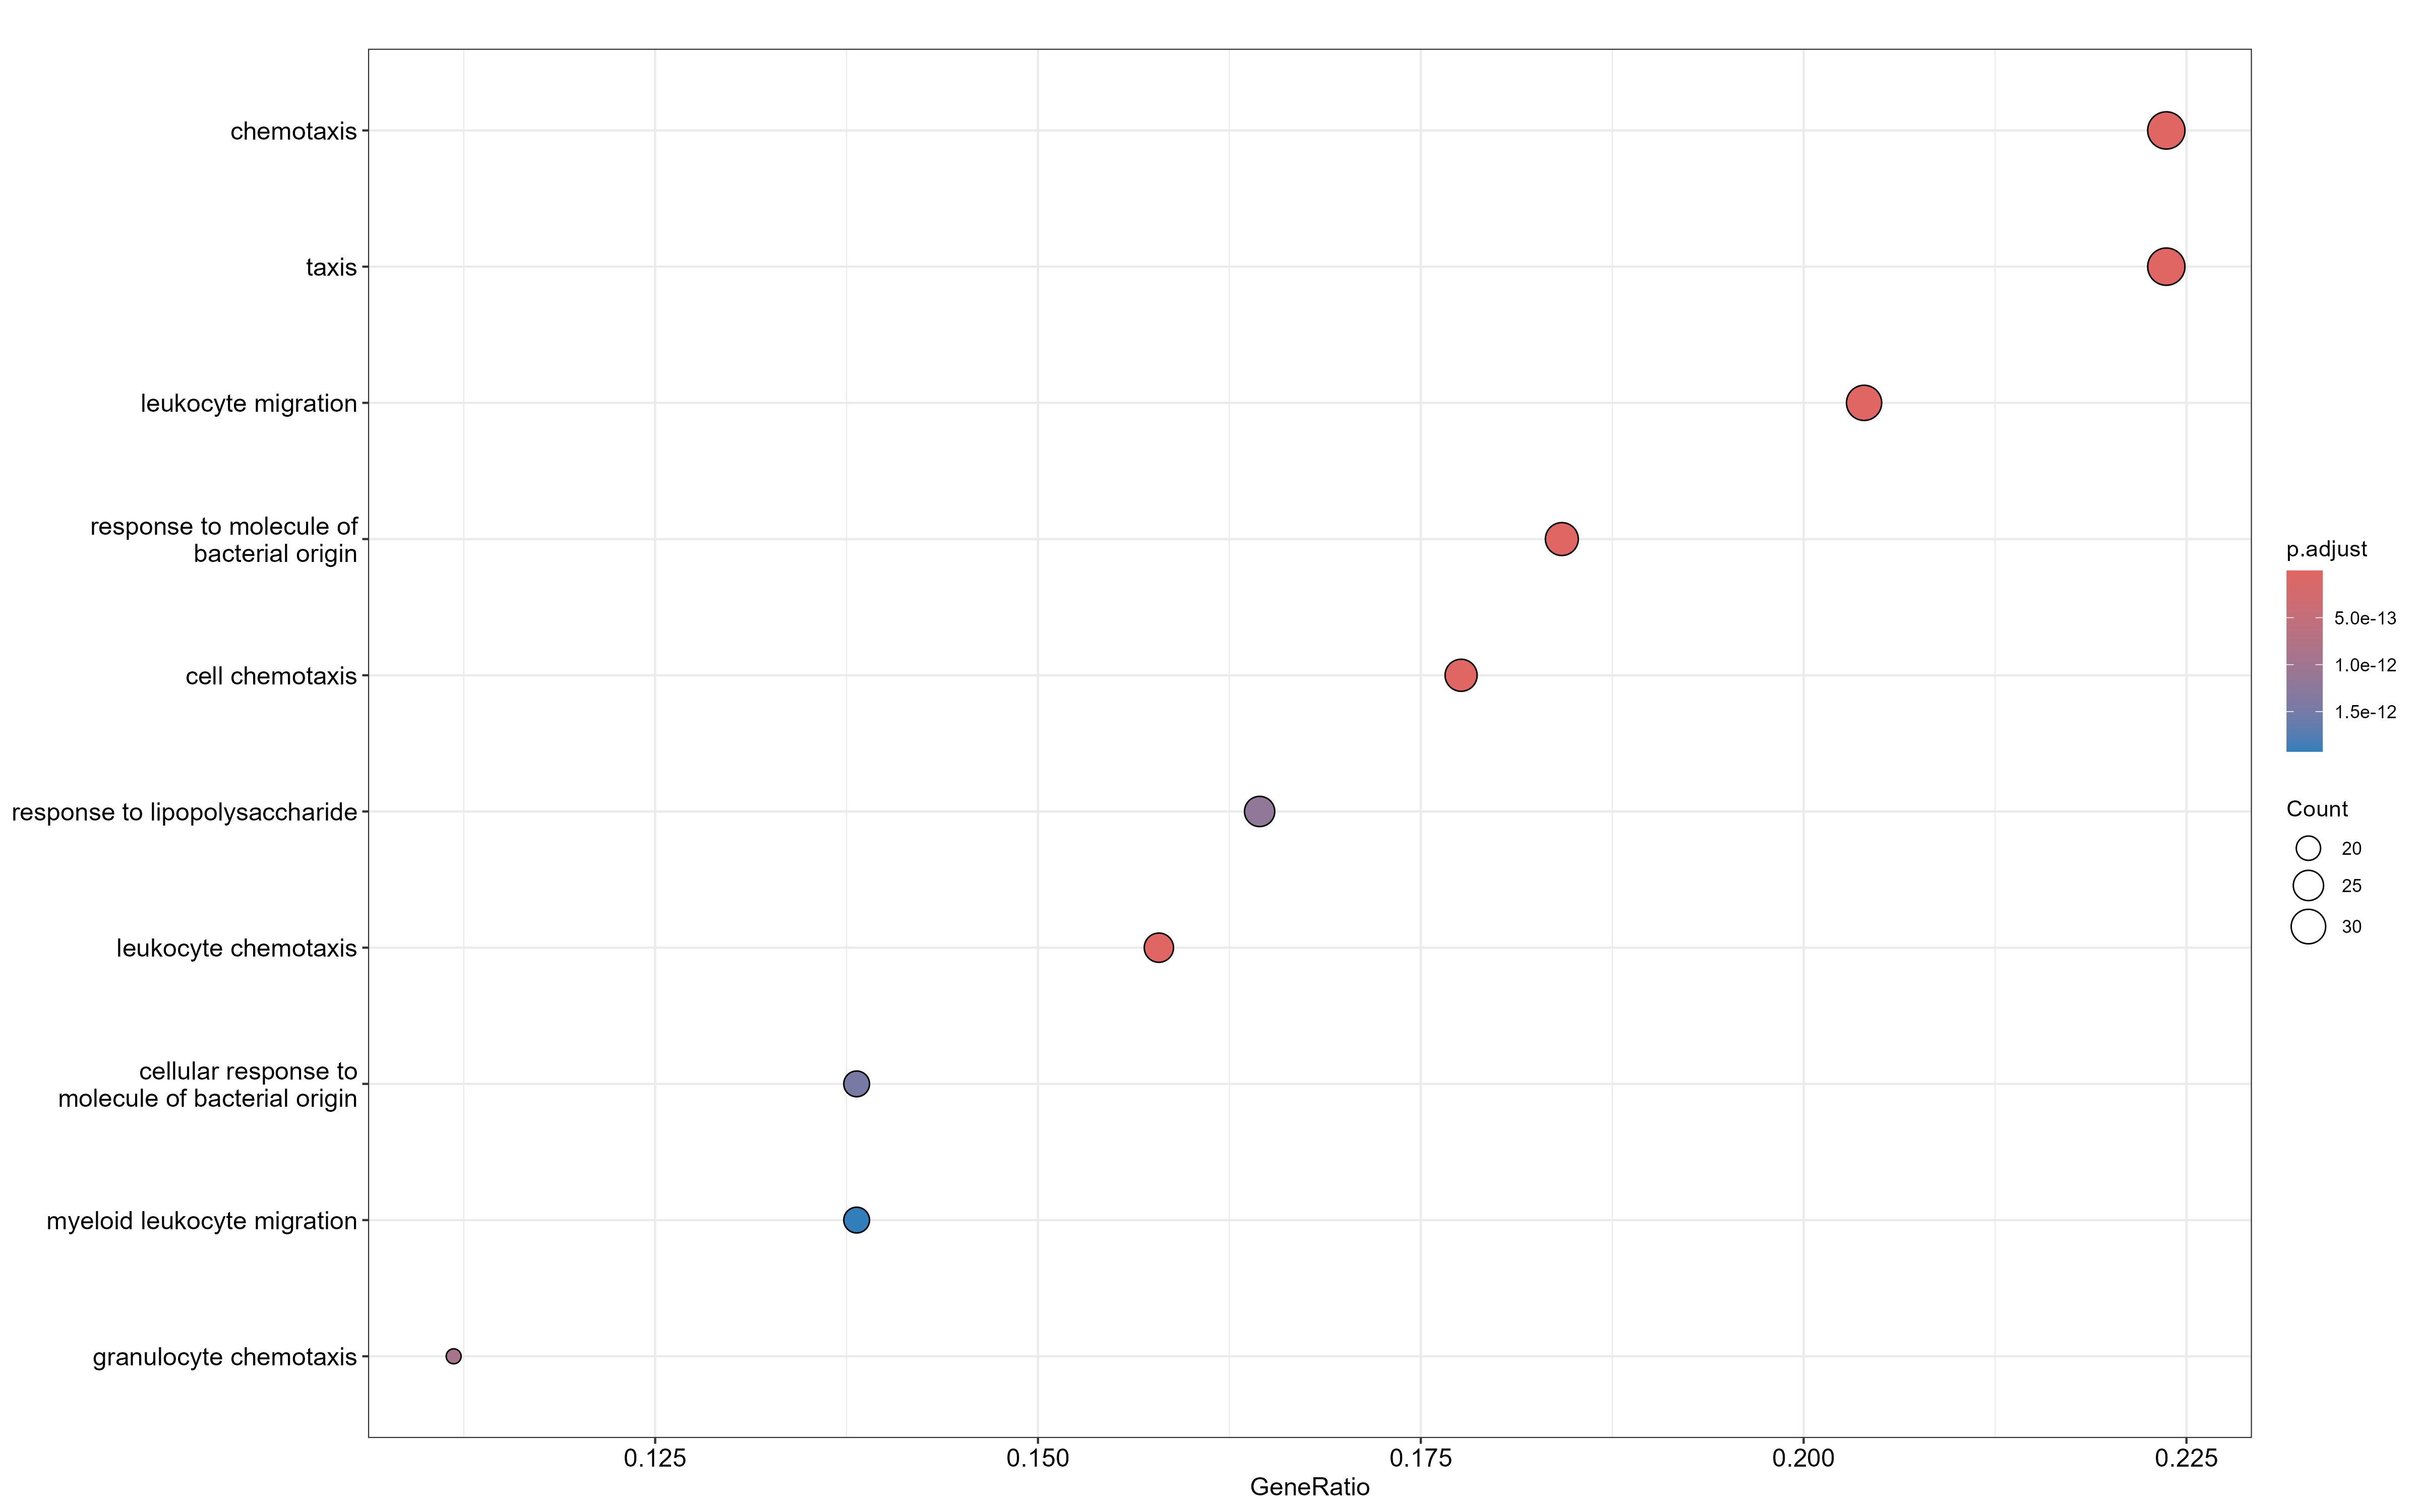 chemotaxis
taxis
leukocyte migration
response to molecule of
bacterial origin
cell chemotaxis
response to lipopolysaccharide
leukocyte chemotaxis
cellular response to
molecule of bacterial origin
myeloid leukocyte migration
granulocyte chemotaxis
0.125 0.150 0.175 0.200 0.225
GeneRatio
p.adjust
5.0e-13
1.0e-12
1.5e-12
Count
20
25
30